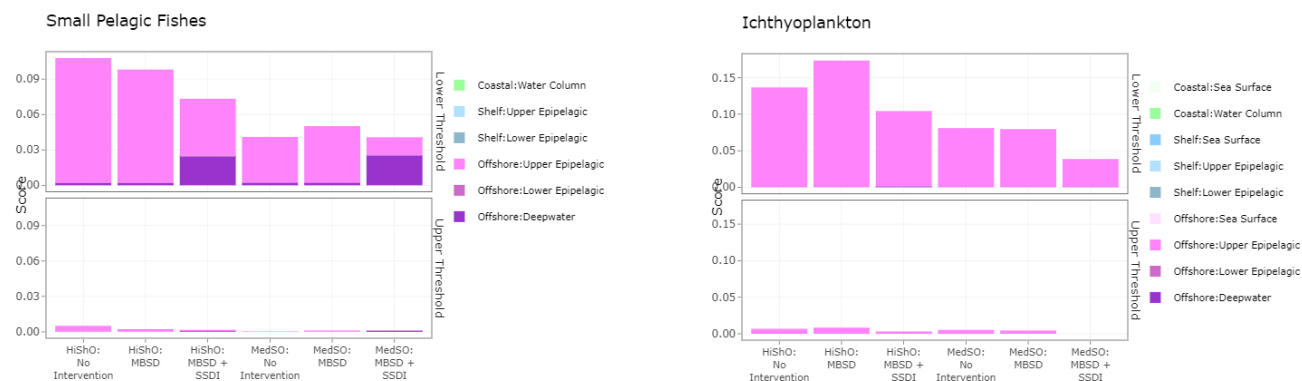 Small Pelagic Fishes
Score
0.09
0.06
0.03
0.00
Lower Threshold
0.09
0.06
0.03
0.00
Upper Threshold
HiShO: No Intervention
HiShO: MBSD
HiShO: MBSD + SSDI
MedSO: No Intervention
MedSO: MBSD
MedSO: MBSD + SSDI
Coastal:Water Column
Shelf:Upper Epipelagic
Shelf:Lower Epipelagic
Offshore:Upper Epipelagic
Offshore:Lower Epipelagic
Offshore:Deepwater
Ichthyoplankton
Score
0.15
0.10
0.05
0.00
Lower Threshold
0.15
0.10
0.05
0.00
Upper Threshold
HiShO: No Intervention
HiShO: MBSD
HiShO: MBSD + SSDI
MedSO: No Intervention
MedSO: MBSD
MedSO: MBSD + SSDI
Coastal:Sea Surface
Coastal:Water Column
Shelf:Sea Surface
Shelf:Upper Epipelagic
Shelf:Lower Epipelagic
Offshore:Sea Surface
Offshore:Upper Epipelagic
Offshore:Lower Epipelagic
Offshore:Deepwater